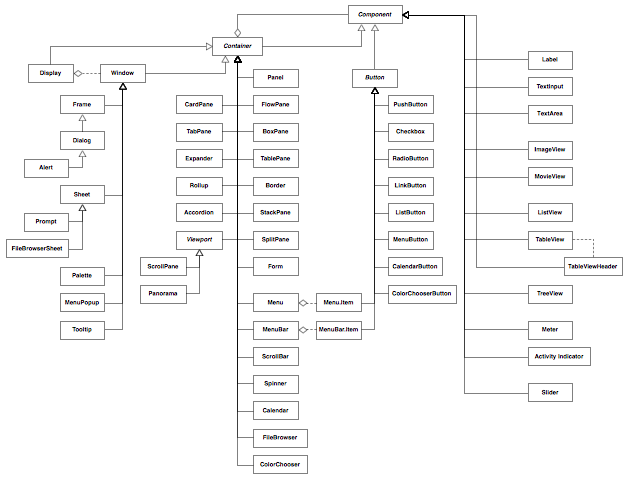 Component
Container
Display
Window
Button
Label
Panel
TextInput
Frame
CardPane
FlowPane
PushButton
TextArea
Dialog
TabPane
BoxPane
Checkbox
ImageView
Alert
Expander
TablePane
RadioButton
MovieView
Sheet
Rollup
Border
LinkButton
Prompt
Accordion
StackPane
ListButton
ListView
FileBrowserSheet
Viewport
SplitPane
MenuButton
TableView
ScrollPane
Form
CalendarButton
TableViewHeader
Palette
Panorama
ColorChooserButton
TreeView
MenuPopup
Menu
Menu.Item
Tooltip
MenuBar
MenuBar.Item
Meter
ScrollBar
Activity Indicator
Spinner
Slider
Calendar
FileBrowser
ColorChooser